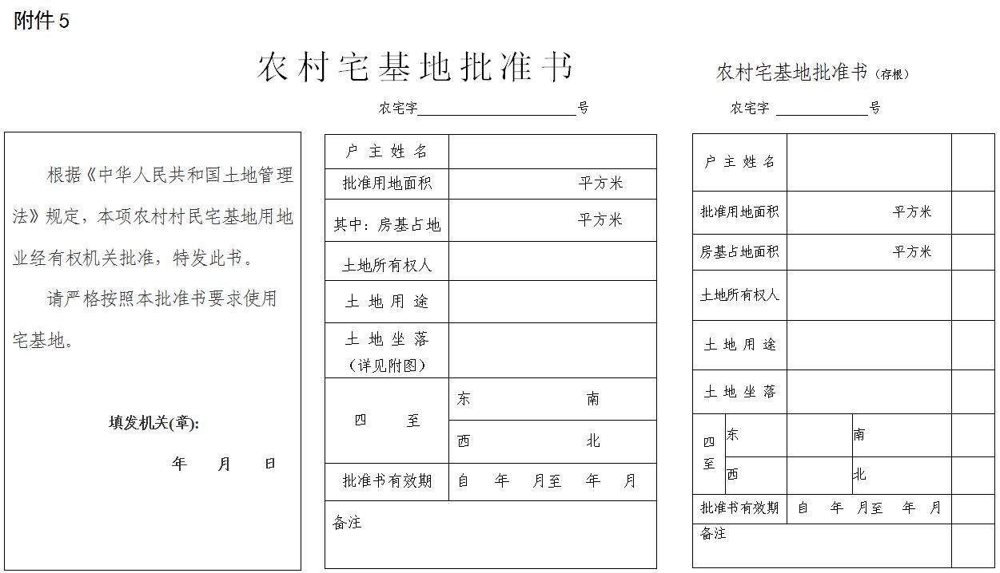 附件5
农村宅基地批准书
农宅字 号
根据《中华人民共和国土地管理
法》规定，本项农村村民宅基地用地
业经有权机关批准，特发此书。
请严格按照本批准书要求使用
宅基地。
填发机关(章):
年 月 日
户主姓名
批准用地面积 平方米
其中：房基占地 平方米
土地所有权人
土地用途
土地坐落
（详见附图）
四至
东 南
西 北
批准书有效期 自 年 月至 年 月
备注
农村宅基地批准书（存根）
农宅字 号
户主姓名
批准用地面积 平方米
房基占地面积 平方米
土地所有权人
土地用途
土地坐落
四
至
东 南
西 北
批准书有效期 自 年 月至 年 月
备注